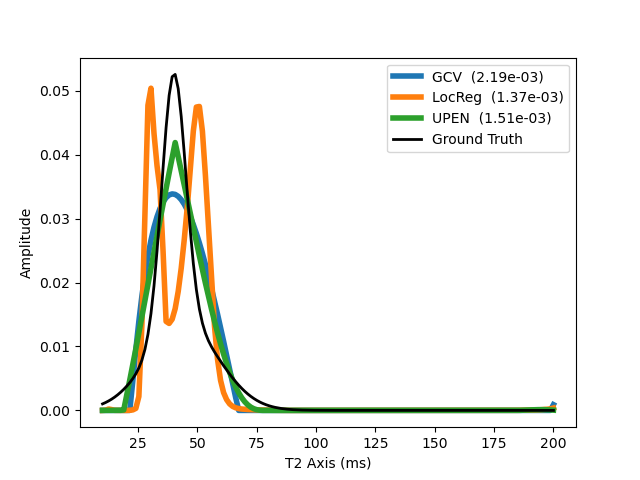 GCV (2.19e-03)
LocReg (1.37e-03)
UPEN (1.51e-03)
Ground Truth
0.05
0.04
0.03
0.02
0.01
0.00
Amplitude
25 50 75 100 125 150 175 200
T2 Axis (ms)